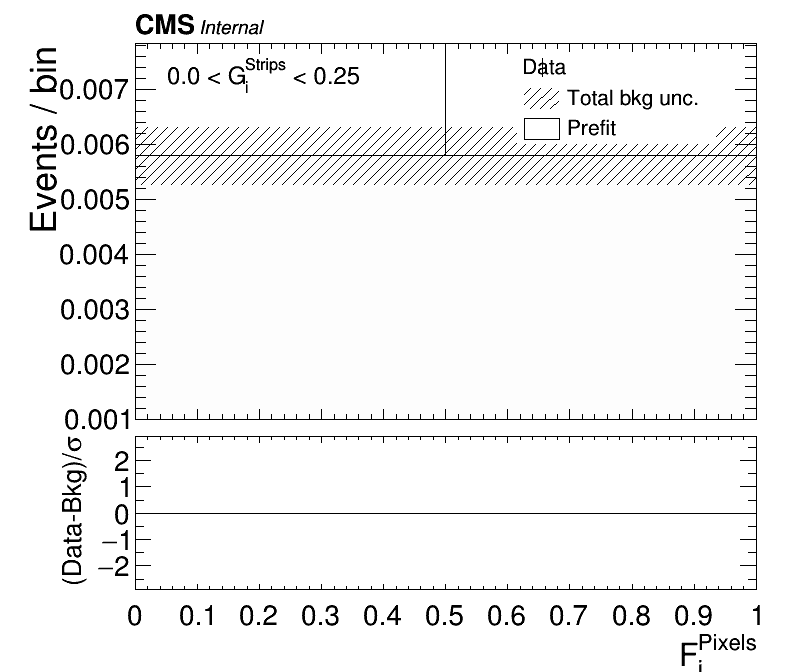 CMS Internal
0.0 < G_i^Strips < 0.25
Data
Total bkg unc.
Prefit
Events / bin
0.007
0.006
0.005
0.004
0.003
0.002
0.001
(Data-Bkg)/σ
2
1
0
−1
−2
0 0.1 0.2 0.3 0.4 0.5 0.6 0.7 0.8 0.9 1
F_i^Pixels